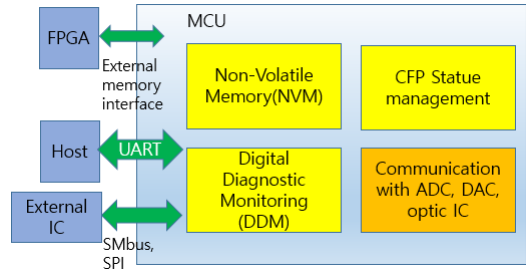 FPGA
External
memory
interface
Host
UART
External
IC
SMbus,
SPI
MCU
Non-Volatile
Memory(NVM)
CFP Statue
management
Digital
Diagnostic
Monitoring
(DDM)
Communication
with ADC, DAC,
optic IC